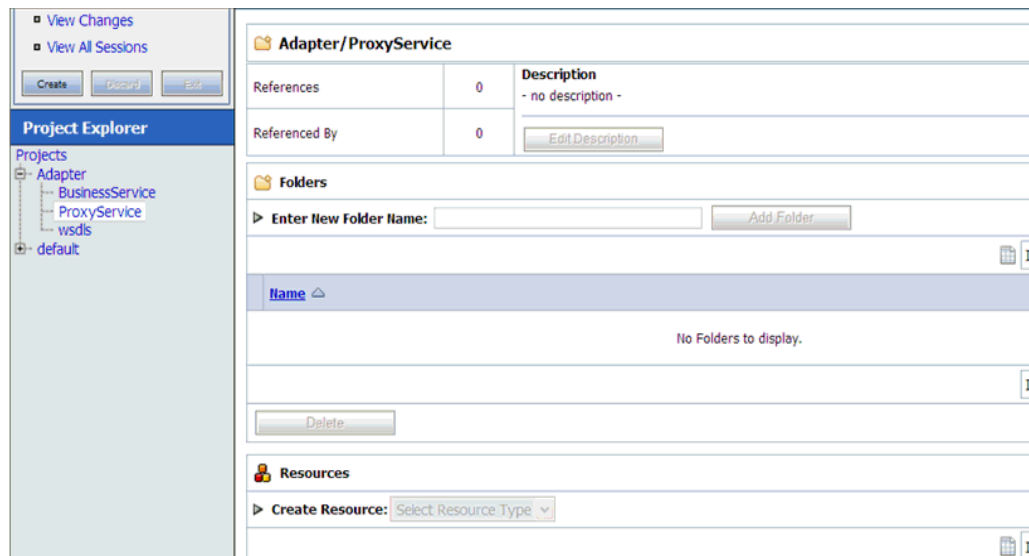 View Changes
View All Sessions
Create Discard Exit
Project Explorer
Projects
Adapter
BusinessService
ProxyService
wsdls
default
Adapter/ProxyService
References 0
Description
- no description -
Referenced By 0
Edit Description
Folders
Enter New Folder Name: Add Folder
Name
No Folders to display.
Delete
Resources
Create Resource: Select Resource Type